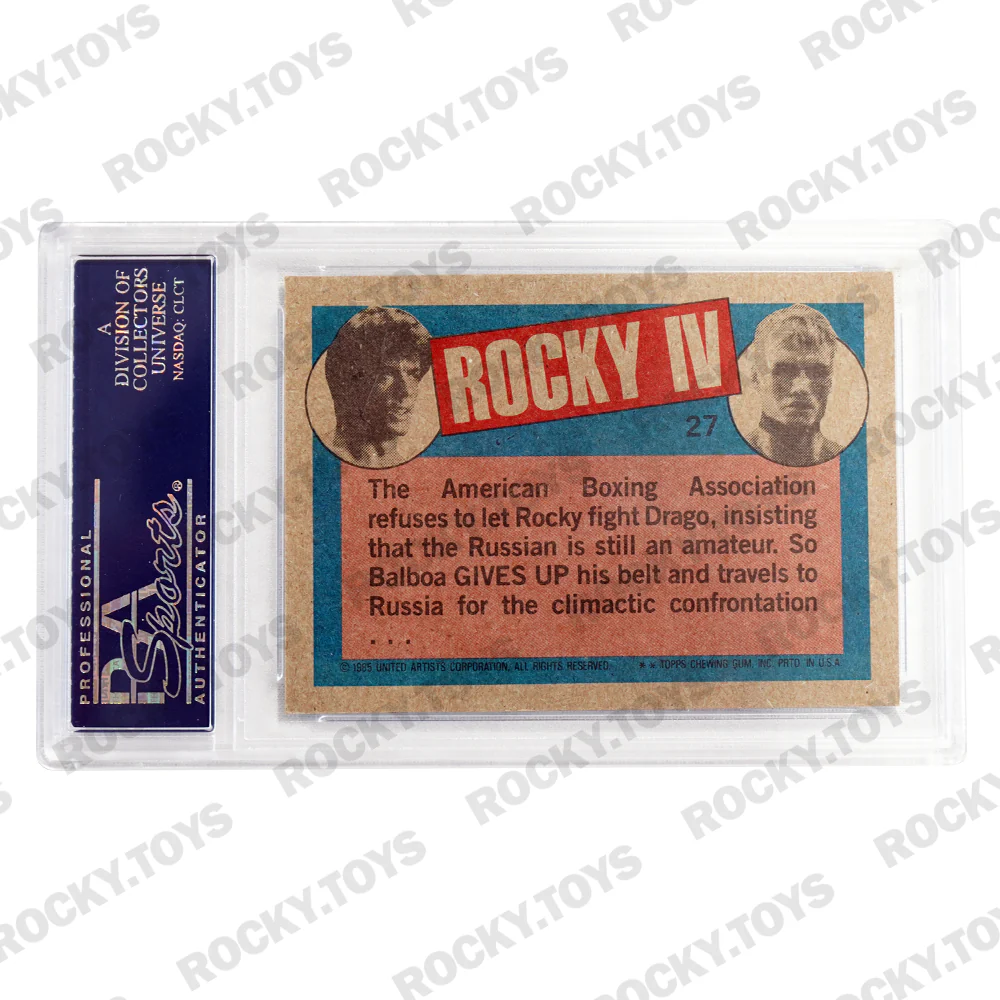 ROCKY.TOYS
A
DIVISION OF
COLLECTORS
UNIVERSE
NASDAQ: CLCT
PROFESSIONAL
PSA
Sports®
AUTHENTICATOR
ROCKY IV
27
The American Boxing Association
refuses to let Rocky fight Drago, insisting
that the Russian is still an amateur. So
Balboa GIVES UP his belt and travels to
Russia for the climactic confrontation
. . .
© 1985 UNITED ARTISTS CORPORATION. ALL RIGHTS RESERVED. ★★ TOPPS CHEWING GUM, INC. PRTD. IN U.S.A.